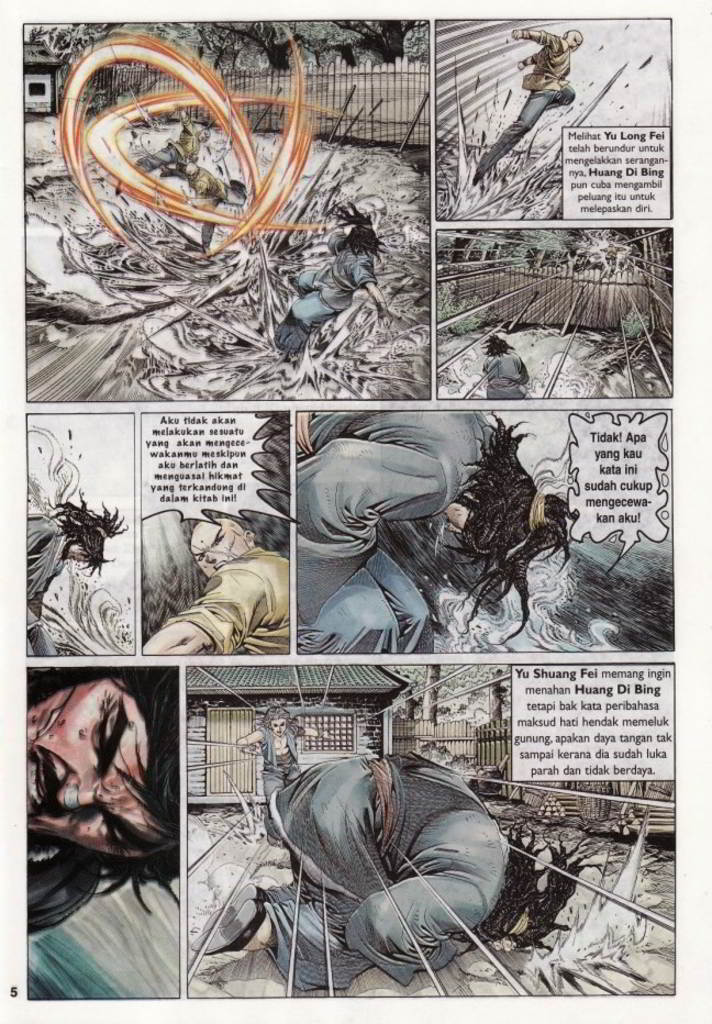 Melihat Yu Long Fei
telah berundur untuk
mengelakkan serangan-
nya, Huang Di Bing
pun cuba mengambil
peluang itu untuk
melepaskan diri.
Aku tidak akan
melakukan sesuatu
yang akan mengece-
wakanmu meskipun
aku berlatih dan
menguasai hikmat
yang terkandung di
dalam kitab ini!
Tidak! Apa
yang kau
kata ini
sudah cukup
mengecewa-
kan aku!
Yu Shuang Fei memang ingin
menahan Huang Di Bing
tetapi bak kata peribahasa
maksud hati hendak memeluk
gunung, apakan daya tangan tak
sampai kerana dia sudah luka
parah dan tidak berdaya.
5